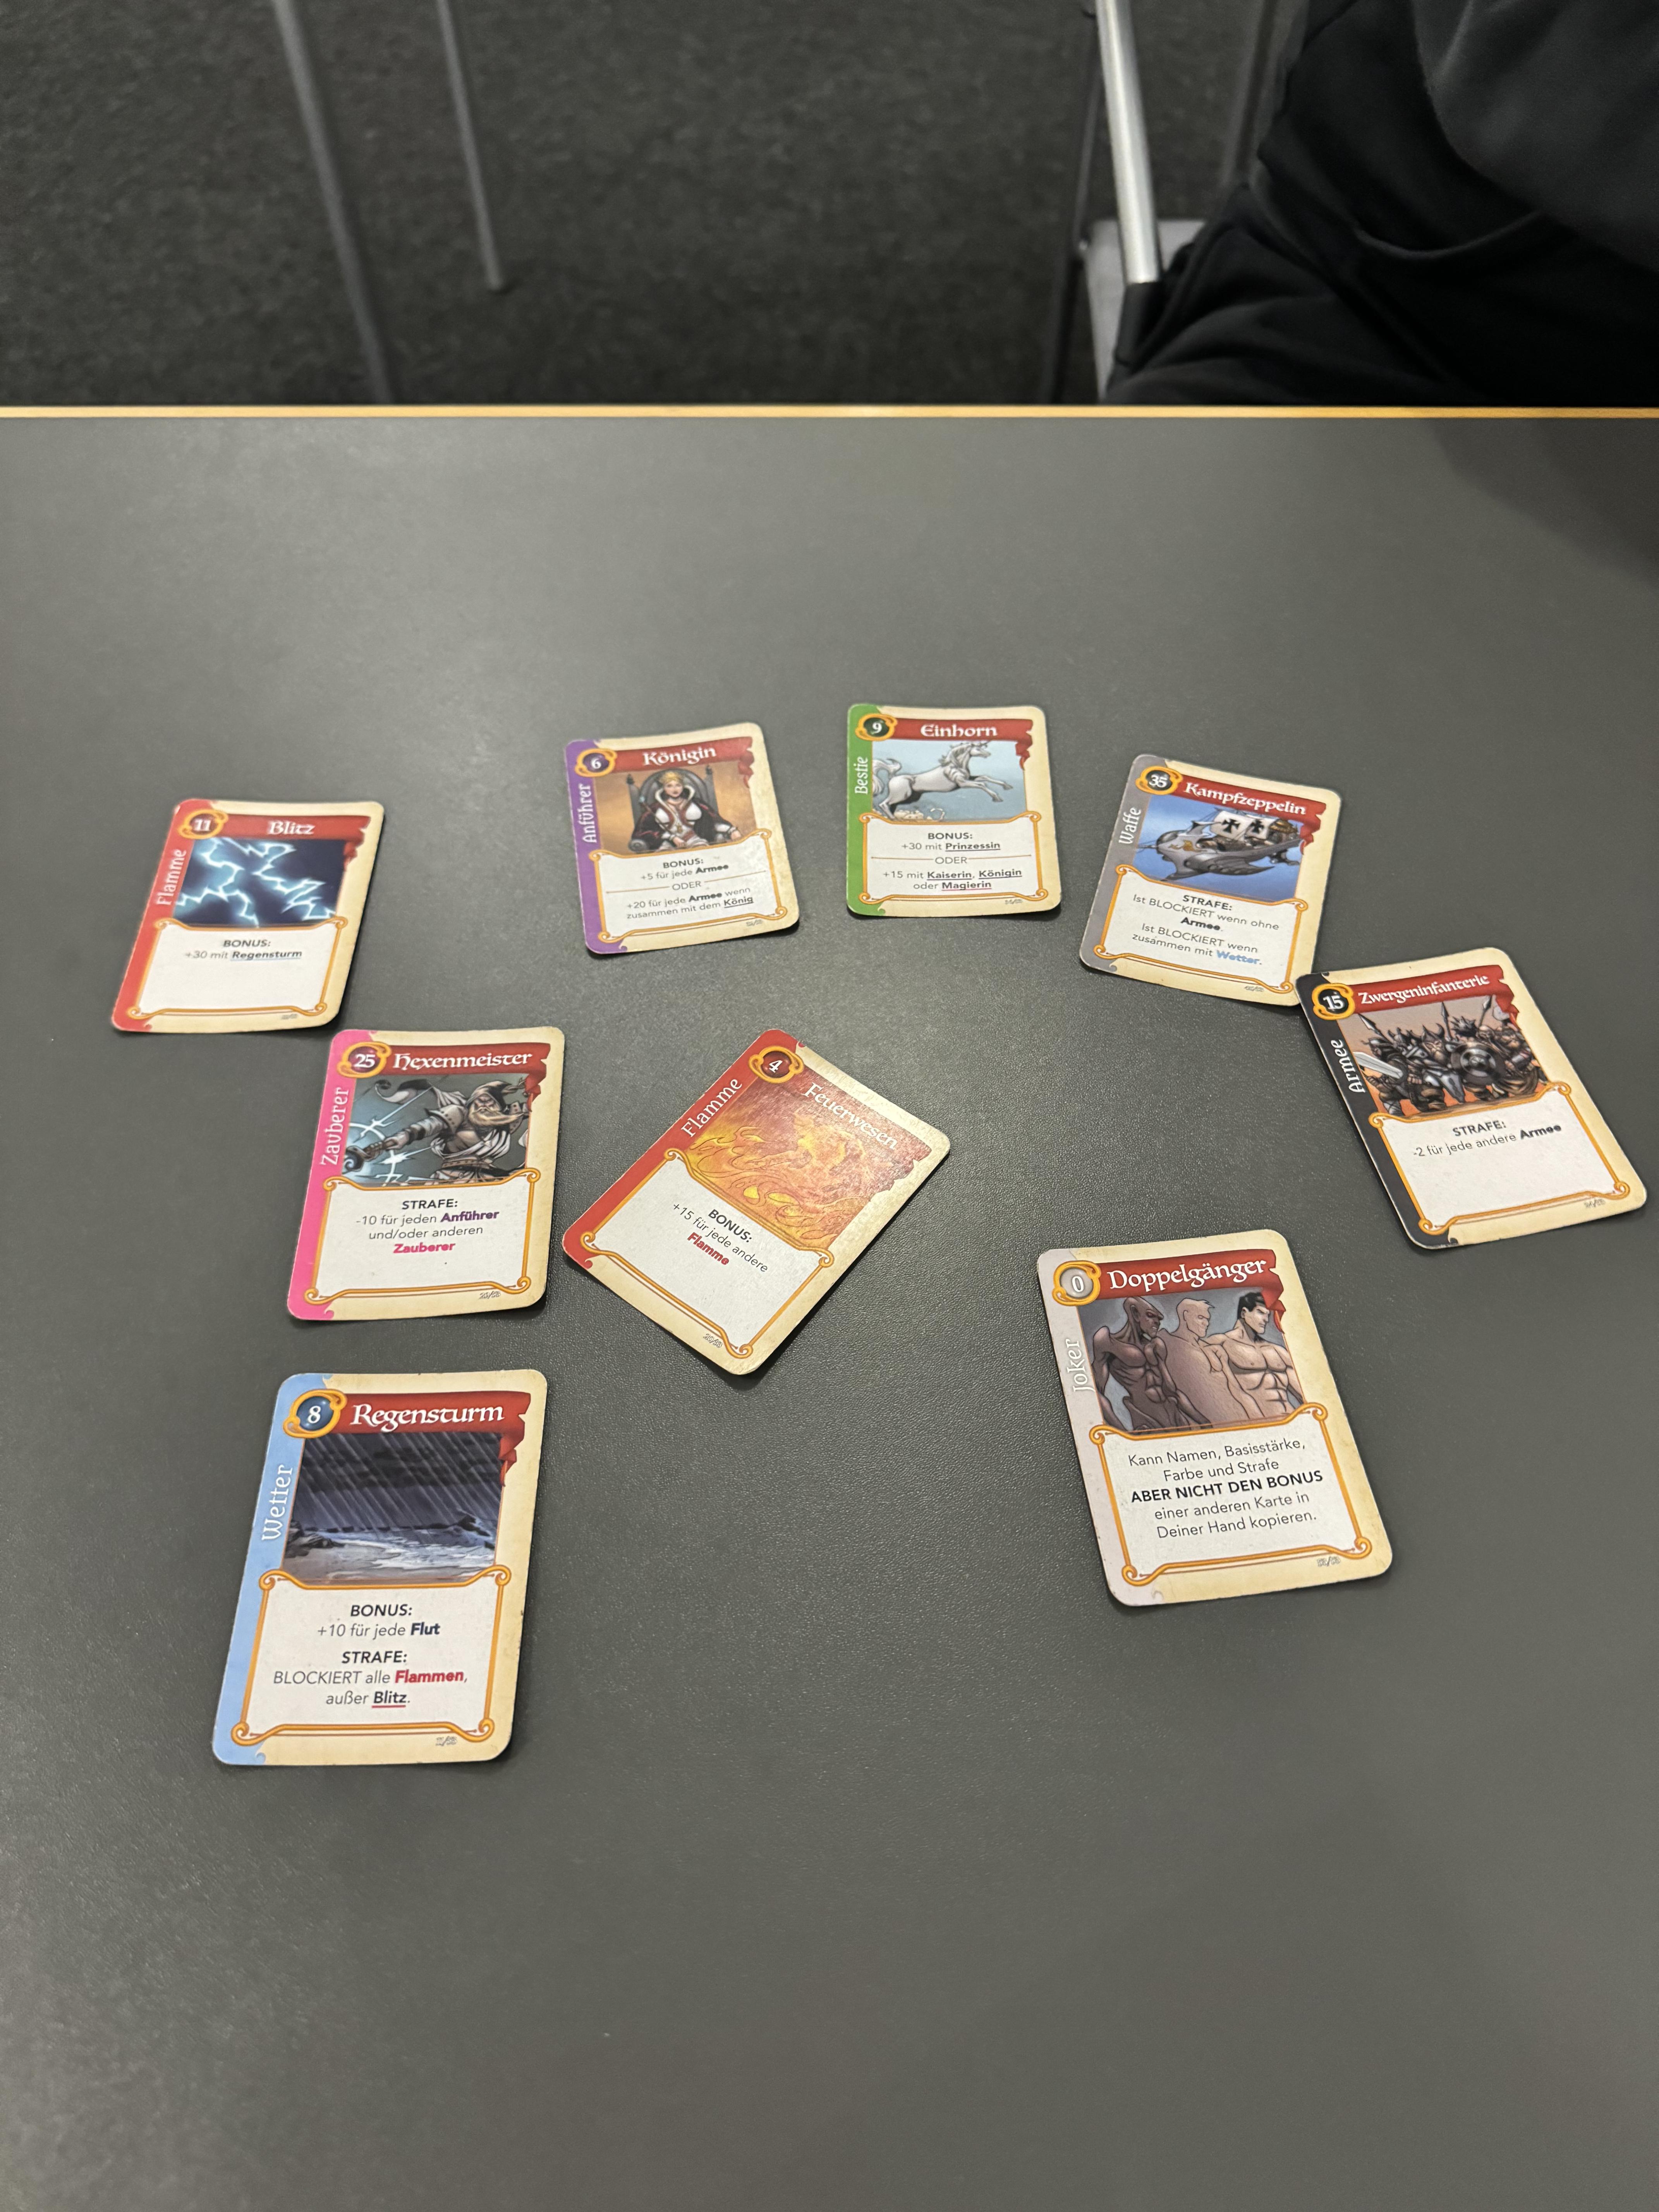 11
Blitz
Flamme
BONUS:
+30 mit Regensturm
6
Königin
Anführer
BONUS:
+5 für jede Armee
ODER
+20 für jede Armee wenn
zusammen mit dem König
9
Einhorn
Bestie
BONUS:
+30 mit Prinzessin
ODER
+15 mit Kaiserin, Königin
oder Magierin
35
Kampfzeppelin
Waffe
STRAFE:
Ist BLOCKIERT wenn ohne
Armee.
Ist BLOCKIERT wenn
zusammen mit Wetter.
15
Zwergeninfanterie
Armee
STRAFE:
-2 für jede andere Armee
25
Hexenmeister
Zauberer
STRAFE:
-10 für jeden Anführer
und/oder anderen
Zauberer
4
Feuerwesen
Flamme
BONUS:
+15 für jede andere
Flamme
0
Doppelgänger
Joker
Kann Namen, Basisstärke,
Farbe und Strafe
ABER NICHT DEN BONUS
einer anderen Karte in
Deiner Hand kopieren.
8
Regensturm
Wetter
BONUS:
+10 für jede Flut
STRAFE:
BLOCKIERT alle Flammen,
außer Blitz.